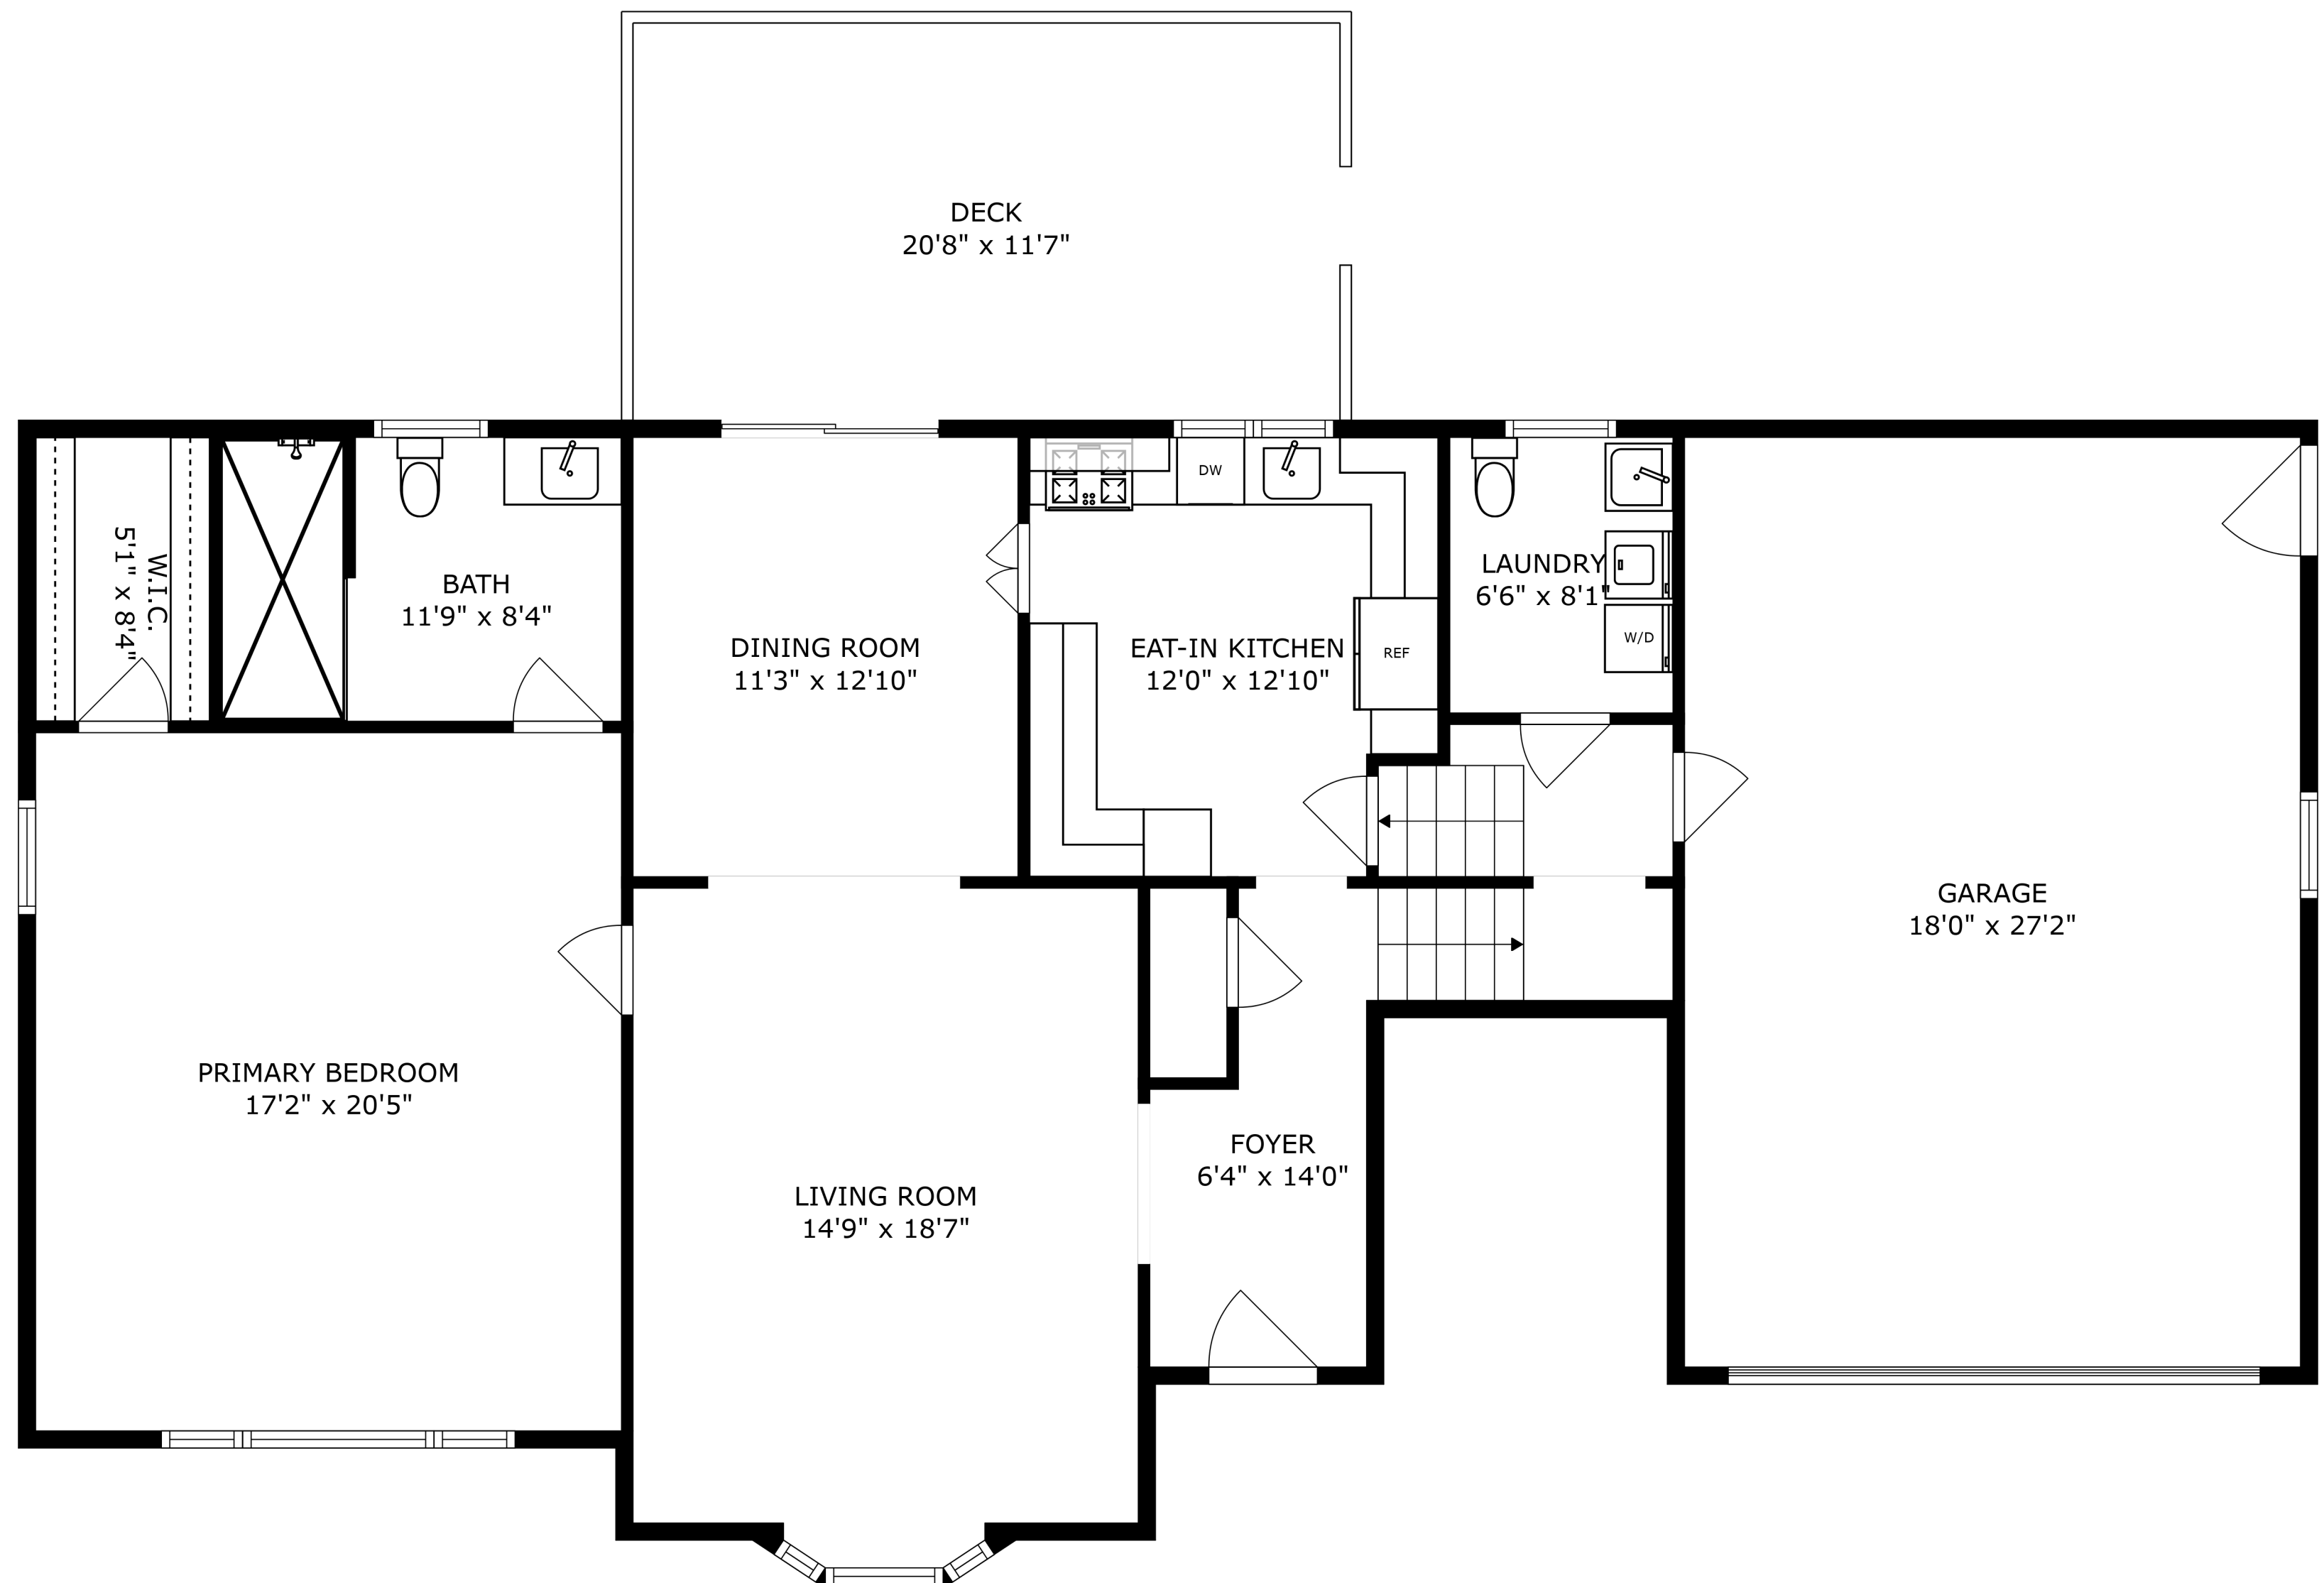 DECK
20'8" x 11'7"
DW
W.I.C.
5'1" x 8'4"
BATH
11'9" x 8'4"
LAUNDRY
6'6" x 8'1"
W/D
DINING ROOM
11'3" x 12'10"
EAT-IN KITCHEN
12'0" x 12'10"
REF
GARAGE
18'0" x 27'2"
PRIMARY BEDROOM
17'2" x 20'5"
FOYER
6'4" x 14'0"
LIVING ROOM
14'9" x 18'7"